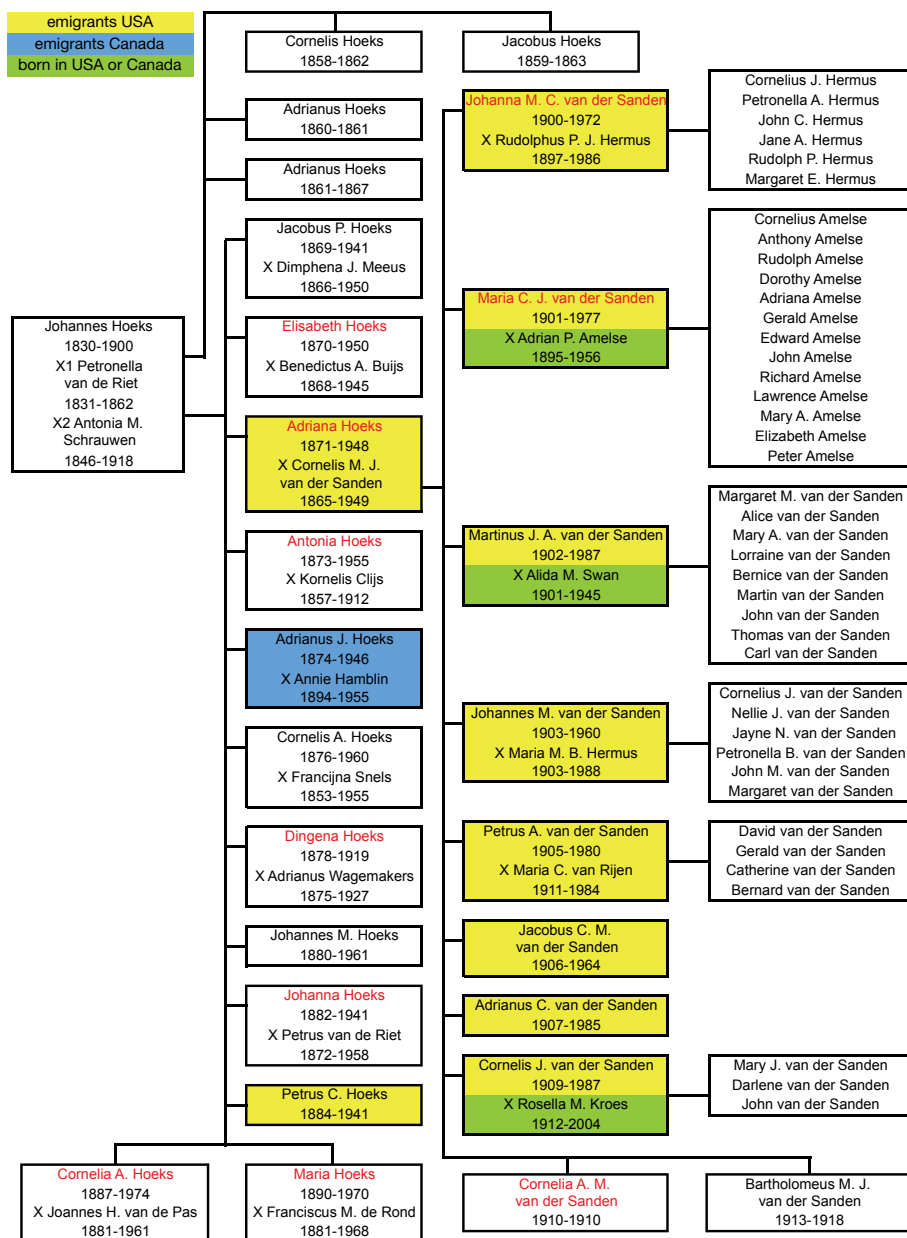 emigrants USA
emigrants Canada
born in USA or Canada
Cornelis Hoeks
1858-1862
Jacobus Hoeks
1859-1863
Adrianus Hoeks
1860-1861
Adrianus Hoeks
1861-1867
Jacobus P. Hoeks
1869-1941
X Dimphena J. Meeus
1866-1950
Johannes Hoeks
1830-1900
X1 Petronella
van de Riet
1831-1862
X2 Antonia M.
Schrauwen
1846-1918
Elisabeth Hoeks
1870-1950
X Benedictus A. Buijs
1868-1945
Adriana Hoeks
1871-1948
X Cornelis M. J.
van der Sanden
1865-1949
Antonia Hoeks
1873-1955
X Kornelis Clijs
1857-1912
Adrianus J. Hoeks
1874-1946
X Annie Hamblin
1894-1955
Cornelis A. Hoeks
1876-1960
X Francijna Snels
1853-1955
Dingena Hoeks
1878-1919
X Adrianus Wagemakers
1875-1927
Johannes M. Hoeks
1880-1961
Johanna Hoeks
1882-1941
X Petrus van de Riet
1872-1958
Petrus C. Hoeks
1884-1941
Cornelia A. Hoeks
1887-1974
X Joannes H. van de Pas
1881-1961
Maria Hoeks
1890-1970
X Franciscus M. de Rond
1881-1968
Johanna M. C. van der Sanden
1900-1972
X Rudolphus P. J. Hermus
1897-1986
Cornelius J. Hermus
Petronella A. Hermus
John C. Hermus
Jane A. Hermus
Rudolph P. Hermus
Margaret E. Hermus
Maria C. J. van der Sanden
1901-1977
X Adrian P. Amelse
1895-1956
Cornelius Amelse
Anthony Amelse
Rudolph Amelse
Dorothy Amelse
Adriana Amelse
Gerald Amelse
Edward Amelse
John Amelse
Richard Amelse
Lawrence Amelse
Mary A. Amelse
Elizabeth Amelse
Peter Amelse
Martinus J. A. van der Sanden
1902-1987
X Alida M. Swan
1901-1945
Margaret M. van der Sanden
Alice van der Sanden
Mary A. van der Sanden
Lorraine van der Sanden
Bernice van der Sanden
Martin van der Sanden
John van der Sanden
Thomas van der Sanden
Carl van der Sanden
Johannes M. van der Sanden
1903-1960
X Maria M. B. Hermus
1903-1988
Cornelius J. van der Sanden
Nellie J. van der Sanden
Jayne N. van der Sanden
Petronella B. van der Sanden
John M. van der Sanden
Margaret van der Sanden
Petrus A. van der Sanden
1905-1980
X Maria C. van Rijen
1911-1984
David van der Sanden
Gerald van der Sanden
Catherine van der Sanden
Bernard van der Sanden
Jacobus C. M.
van der Sanden
1906-1964
Adrianus C. van der Sanden
1907-1985
Cornelis J. van der Sanden
1909-1987
X Rosella M. Kroes
1912-2004
Mary J. van der Sanden
Darlene van der Sanden
John van der Sanden
Cornelia A. M.
van der Sanden
1910-1910
Bartholomeus M. J.
van der Sanden
1913-1918